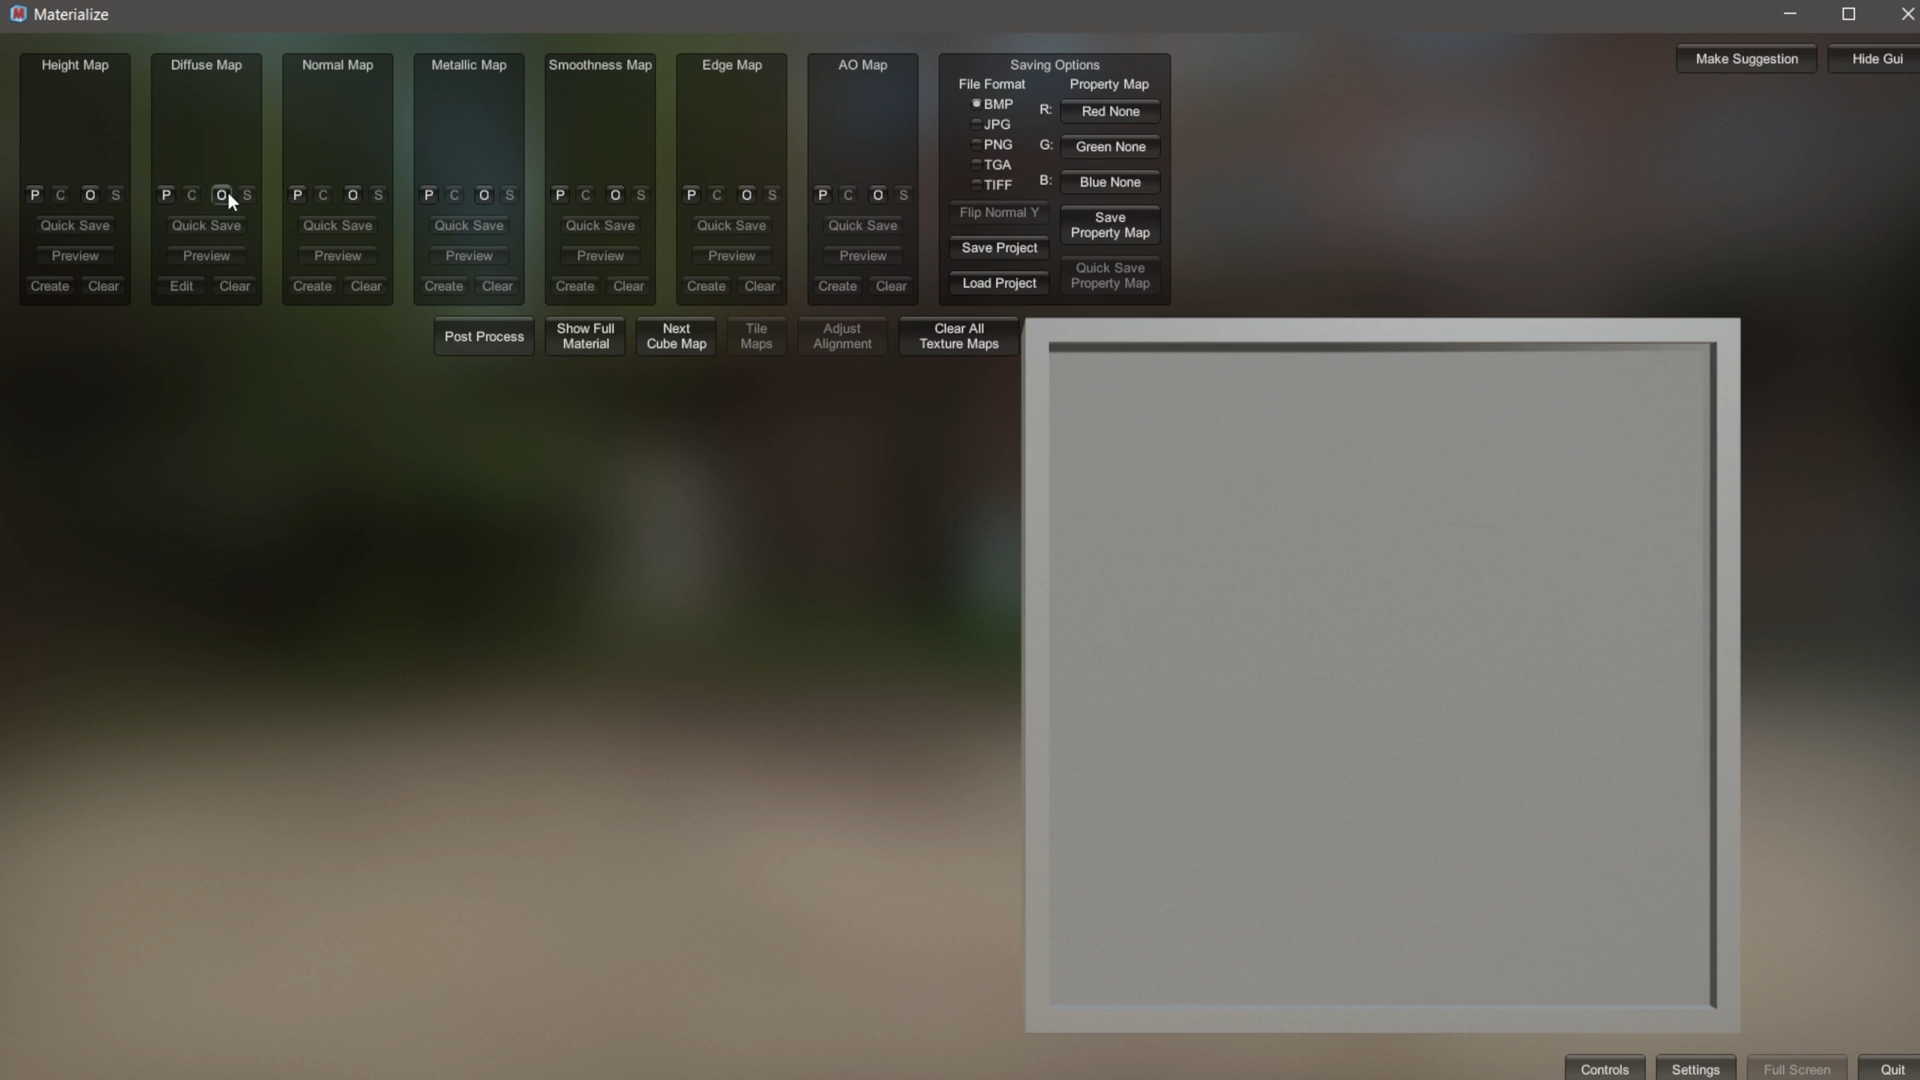 Materialize
Make Suggestion
Hide Gui
Height Map
P C O S
Quick Save
Preview
Create Clear
Diffuse Map
P C O S
Quick Save
Preview
Edit Clear
Normal Map
P C O S
Quick Save
Preview
Create Clear
Metallic Map
P C O S
Quick Save
Preview
Create Clear
Smoothness Map
P C O S
Quick Save
Preview
Create Clear
Edge Map
P C O S
Quick Save
Preview
Create Clear
AO Map
P C O S
Quick Save
Preview
Create Clear
Saving Options
File Format
BMP
JPG
PNG
TGA
TIFF
Flip Normal Y
Save Project
Load Project
Property Map
R: Red None
G: Green None
B: Blue None
Save
Property Map
Quick Save
Property Map
Post Process
Show Full
Material
Next
Cube Map
Tile
Maps
Adjust
Alignment
Clear All
Texture Maps
Controls
Settings
Full Screen
Quit